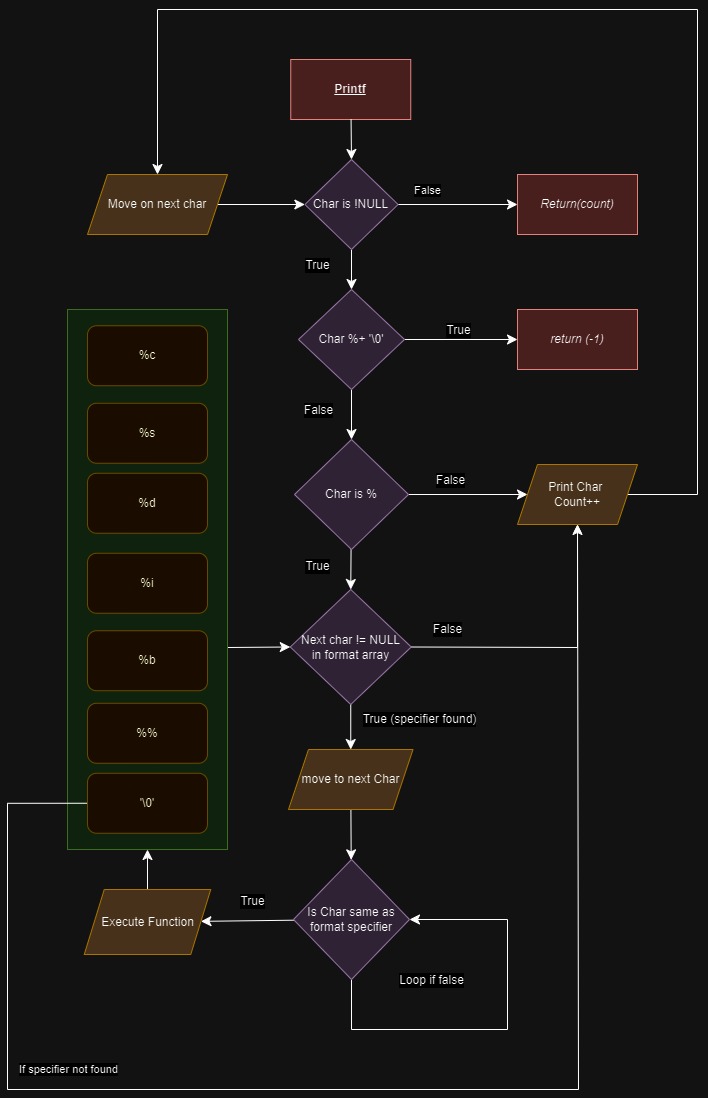 Printf
Move on next char
Char is !NULL
False
Return(count)
True
Char %+ '\0'
True
return (-1)
False
Char is %
False
Print Char
Count++
True
Next char != NULL
in format array
False
True (specifier found)
move to next Char
Is Char same as
format specifier
True
Execute Function
Loop if false
%c
%s
%d
%i
%b
%%
'\0'
If specifier not found